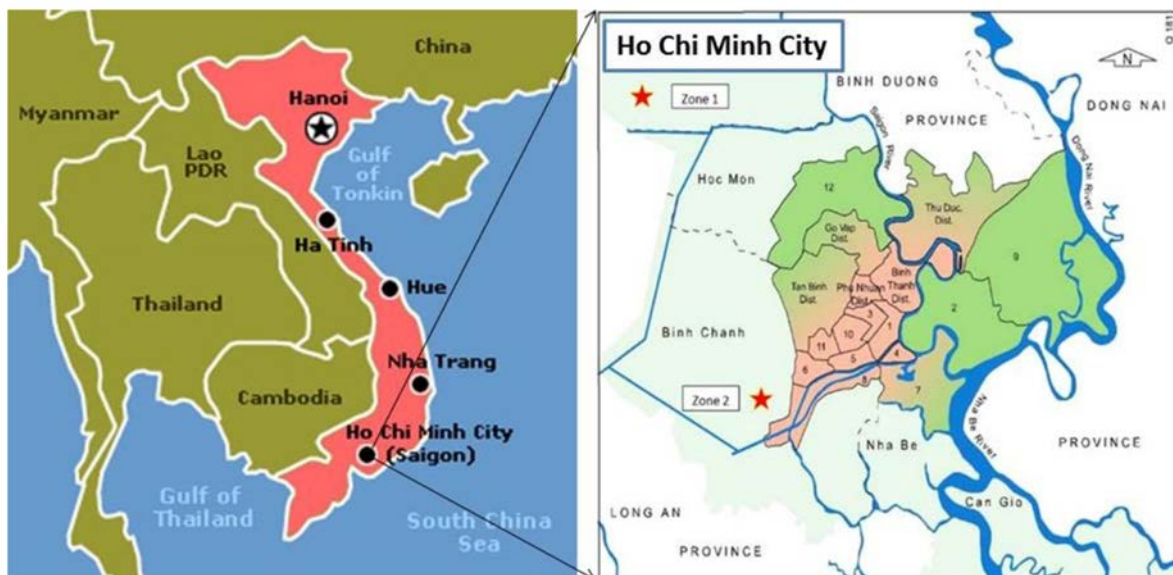 China
Hanoi
Myanmar
Lao
PDR
Gulf
of
Tonkin
Ha Tinh
Hue
Thailand
Nha Trang
Cambodia
Ho Chi Minh City
(Saigon)
Gulf of
Thailand
South China
Sea
Ho Chi Minh City
O 181
N
BINH DUONG
PROVINCE
DONG NAI
Zone 1
Saigon River
Dong Nai River
Hoc Mon
12
Thu Duc.
Dist.
Go Vap
Dist.
9
Tan Binh
Dist.
Phu Nhuan
Dist.
Binh
Thanh
Dist.
2
3
1
10
11
Binh Chanh
5
4
6
8
7
Zone 2
Nha Be River
Nha Be
PROVINCE
Can Gio
LONG AN
PROVINCE